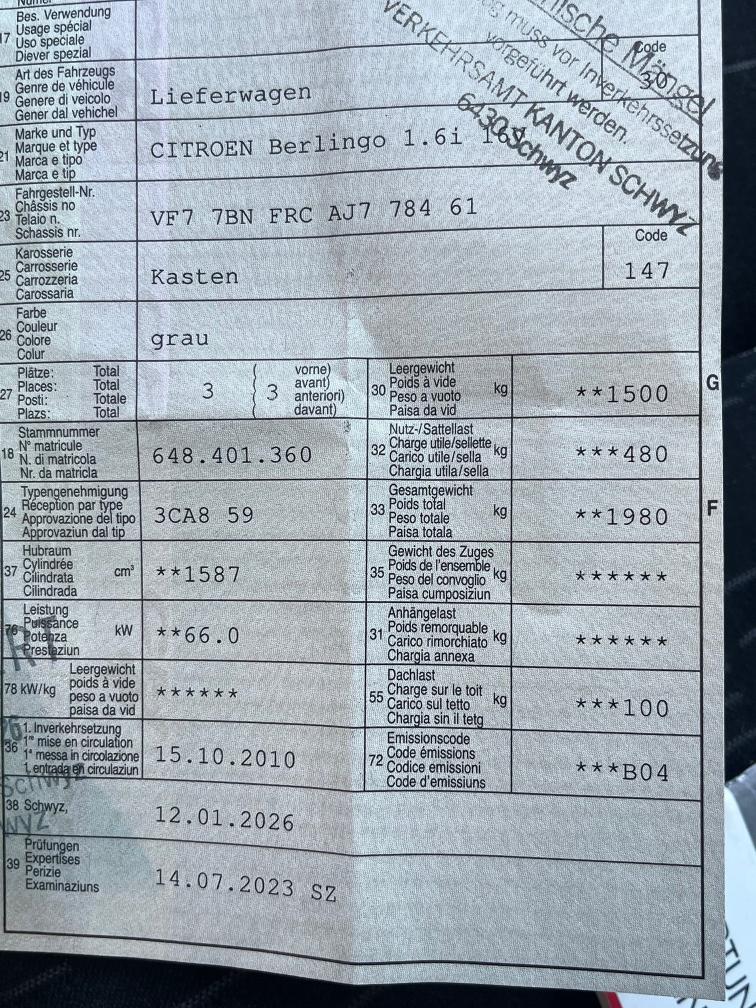 17 Bes. Verwendung
Usage spécial
Uso speciale
Diever spezial
Code
30
nische Mängel
muss vor Inverkehrssetzung
vorgeführt werden.
VERKEHRSAMT KANTON SCHWYZ
6430 Schwyz
19 Art des Fahrzeugs
Genre de véhicule
Genere di veicolo
Gener dal vehichel
Lieferwagen
21 Marke und Typ
Marque et type
Marca e tipo
Marca e tip
CITROEN Berlingo 1.6i 16V
23 Fahrgestell-Nr.
Châssis no
Telaio n.
Schassis nr.
VF7 7BN FRC AJ7 784 61
25 Karosserie
Carrosserie
Carrozzeria
Carossaria
Kasten
Code
147
26 Farbe
Couleur
Colore
Colur
grau
27 Plätze: Total
Places: Total
Posti: Totale
Plazs: Total
3 ( 3 vorne)
avant)
anteriori)
davant)
30 Leergewicht
Poids à vide
Peso a vuoto
Paisa da vid
kg
**1500
G
18 Stammnummer
N° matricule
N. di matricola
Nr. da matricla
648.401.360
32 Nutz-/Sattellast
Charge utile/sellette
Carico utile/sella
Chargia utila/sella
kg
***480
24 Typengenehmigung
Réception par type
Approvazione del tipo
Approvaziun dal tip
3CA8 59
33 Gesamtgewicht
Poids total
Peso totale
Paisa totala
kg
**1980
F
37 Hubraum
Cylindrée
Cilindrata
Cilindrada
cm³
**1587
35 Gewicht des Zuges
Poids de l'ensemble
Peso del convoglio
Paisa cumposiziun
kg
******
76 Leistung
Puissance
Potenza
Prestaziun
kW
**66.0
31 Anhängelast
Poids remorquable
Carico rimorchiato
Chargia annexa
kg
******
78 kW/kg Leergewicht
poids à vide
peso a vuoto
paisa da vid
******
55 Dachlast
Charge sur le toit
Carico sul tetto
Chargia sin il tetg
kg
***100
36 1. Inverkehrsetzung
1re mise en circulation
1a messa in circolazione
1. entrada en circulaziun
15.10.2010
72 Emissionscode
Code émissions
Codice emissioni
Code d'emissiuns
***B04
38 Schwyz,
12.01.2026
39 Prüfungen
Expertises
Perizie
Examinaziuns
14.07.2023 SZ